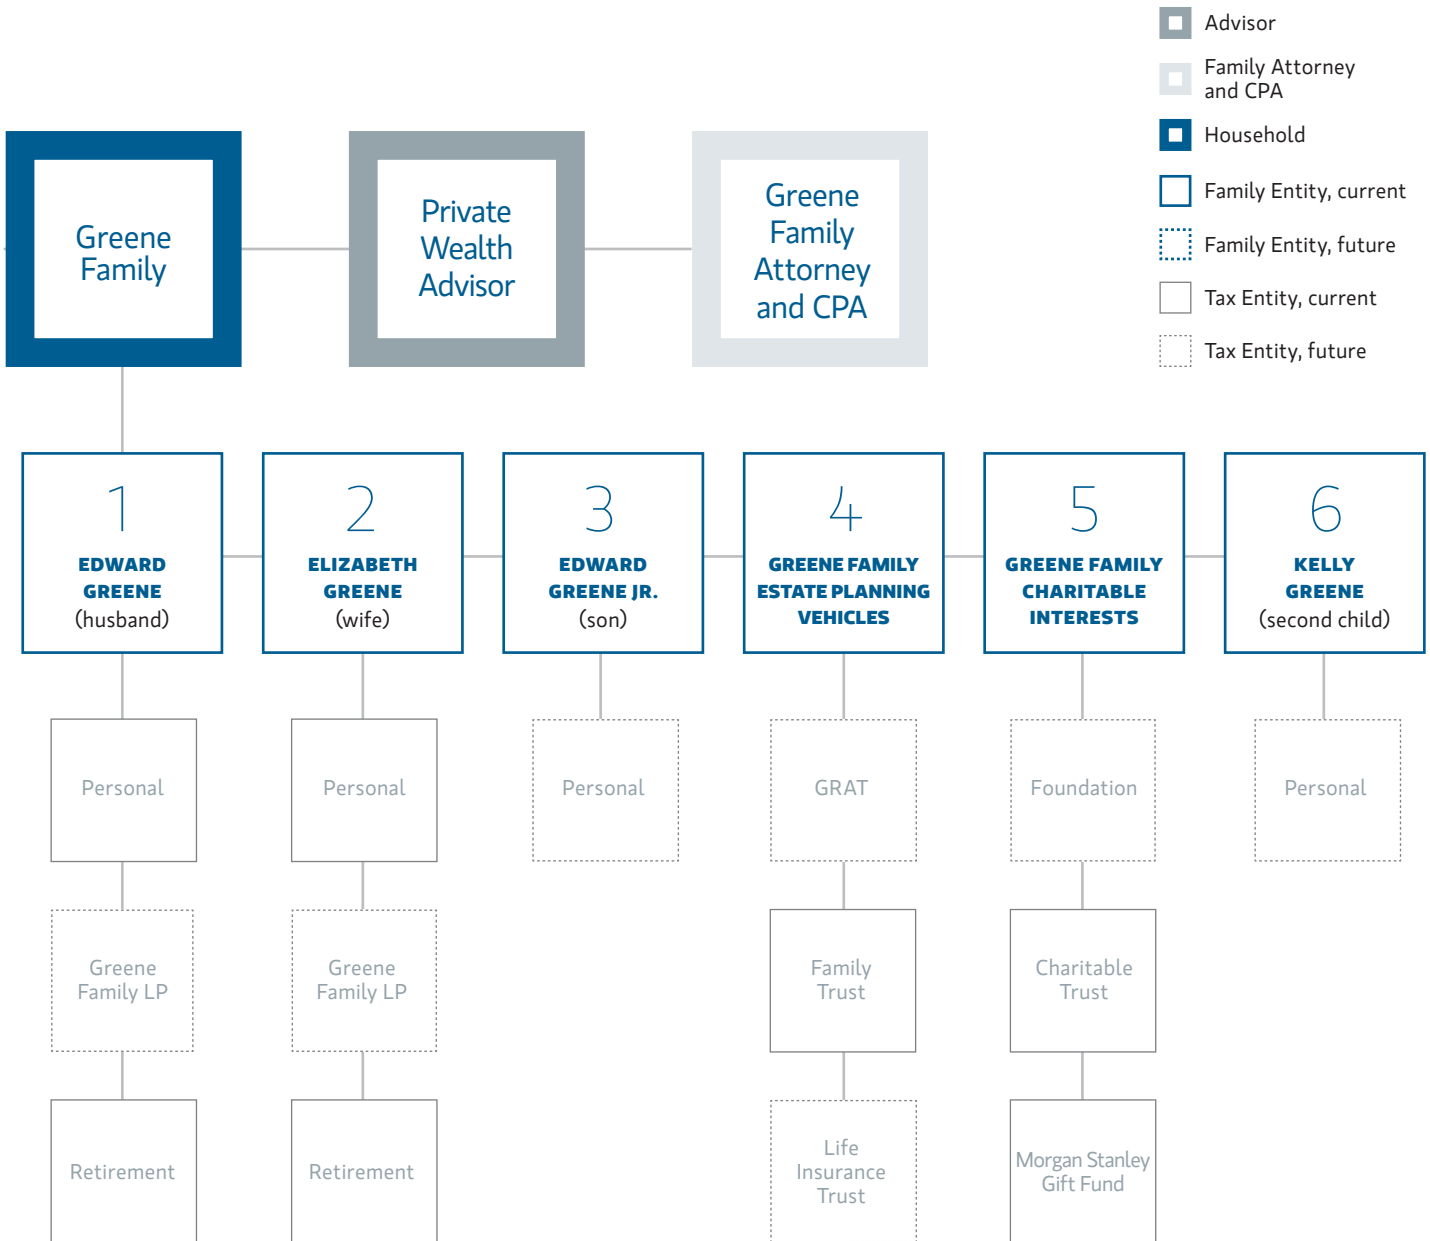 Advisor
Family Attorney
and CPA
Household
Family Entity, current
Family Entity, future
Tax Entity, current
Tax Entity, future
Greene
Family
Private
Wealth
Advisor
Greene
Family
Attorney
and CPA
1
EDWARD
GREENE
(husband)
2
ELIZABETH
GREENE
(wife)
3
EDWARD
GREENE JR.
(son)
4
GREENE FAMILY
ESTATE PLANNING
VEHICLES
5
GREENE FAMILY
CHARITABLE
INTERESTS
6
KELLY
GREENE
(second child)
Personal
Personal
Personal
GRAT
Foundation
Personal
Greene
Family LP
Greene
Family LP
Family
Trust
Charitable
Trust
Retirement
Retirement
Life
Insurance
Trust
Morgan Stanley
Gift Fund